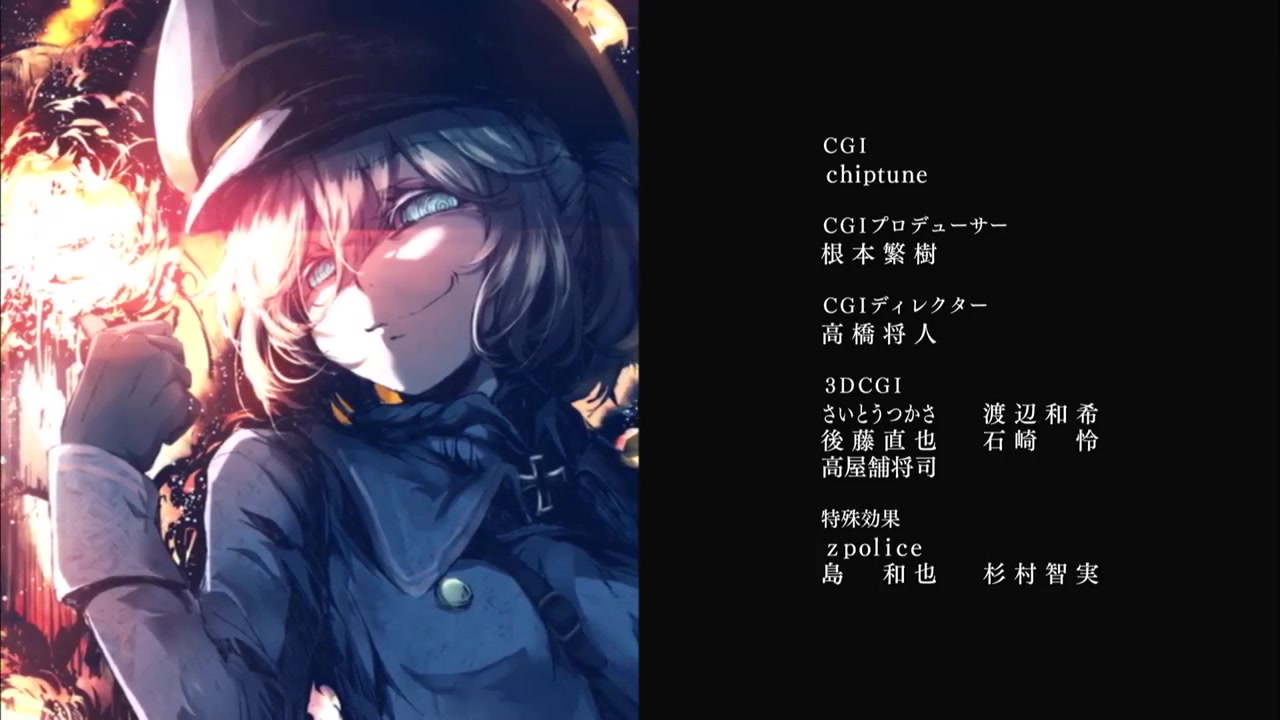 CGI
chiptune
CGIプロデューサー
根本繁樹
CGIディレクター
高橋将人
3DCGI
さいとうつかさ 渡辺和希
後藤直也 石崎 怜
高屋舗将司
特殊効果
zpolice
島 和也 杉村智実